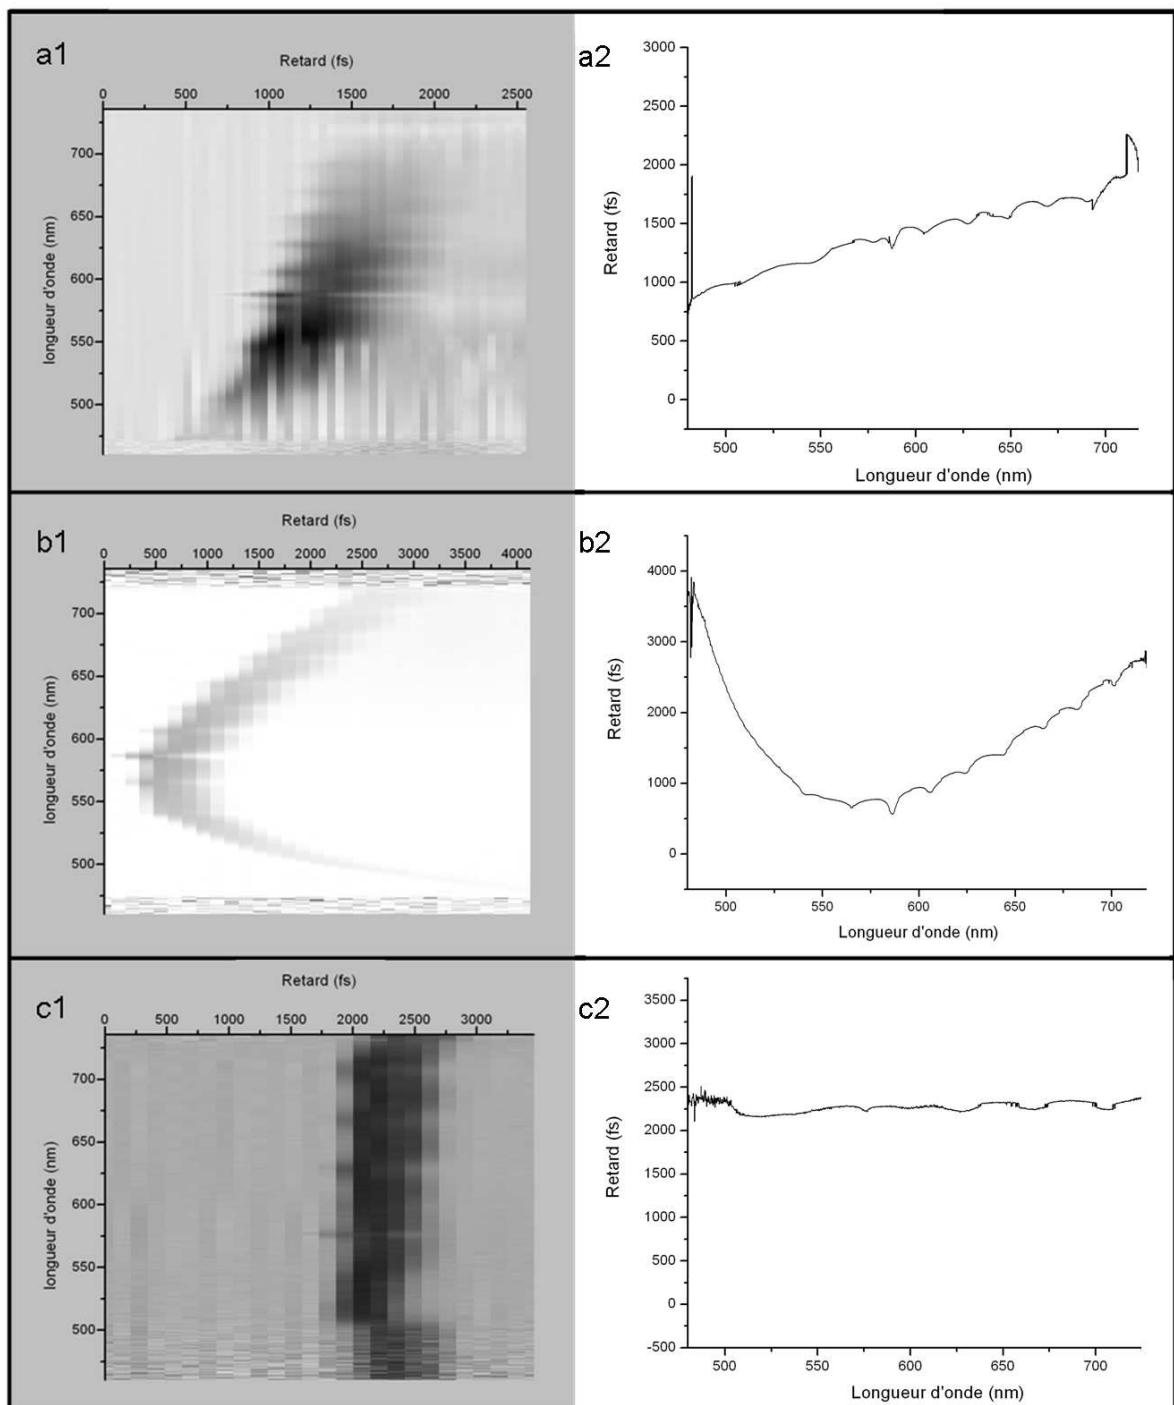 a1
Retard (fs)
0 500 1000 1500 2000 2500
longueur d'onde (nm)
700
650
600
550
500
a2
Retard (fs)
3000
2500
2000
1500
1000
500
0
500 550 600 650 700
Longueur d'onde (nm)
b1
Retard (fs)
0 500 1000 1500 2000 2500 3000 3500 4000
longueur d'onde (nm)
700
650
600
550
500
b2
Retard (fs)
4000
3000
2000
1000
0
500 550 600 650 700
Longueur d'onde (nm)
c1
Retard (fs)
0 500 1000 1500 2000 2500 3000
longueur d'onde (nm)
700
650
600
550
500
c2
Retard (fs)
3500
3000
2500
2000
1500
1000
500
0
-500
500 550 600 650 700
Longueur d'onde (nm)